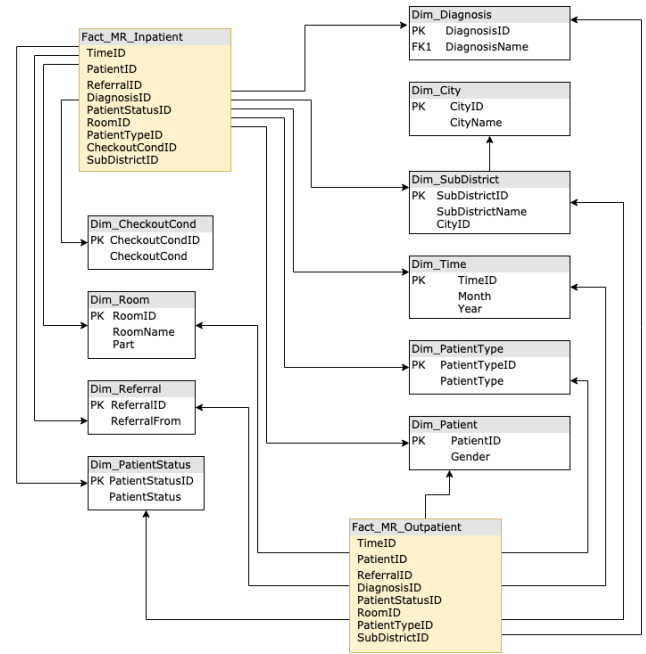 Fact_MR_Inpatient
TimeID
PatientID
ReferralID
DiagnosisID
PatientStatusID
RoomID
PatientTypeID
CheckoutCondID
SubDistrictID
Dim_Diagnosis
PK DiagnosisID
FK1 DiagnosisName
Dim_City
PK CityID
CityName
Dim_SubDistrict
PK SubDistrictID
SubDistrictName
CityID
Dim_CheckoutCond
PK CheckoutCondID
CheckoutCond
Dim_Time
PK TimeID
Month
Year
Dim_Room
PK RoomID
RoomName
Part
Dim_PatientType
PK PatientTypeID
PatientType
Dim_Referral
PK ReferralID
ReferralFrom
Dim_Patient
PK PatientID
Gender
Dim_PatientStatus
PK PatientStatusID
PatientStatus
Fact_MR_Outpatient
TimeID
PatientID
ReferralID
DiagnosisID
PatientStatusID
RoomID
PatientTypeID
SubDistrictID